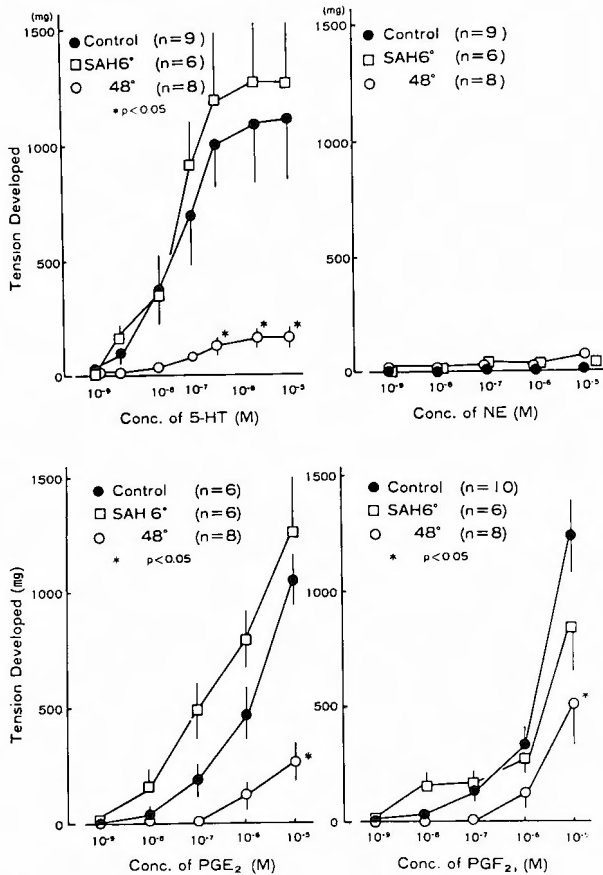 (mg)
1500
1000
500
0
Tension Developed
● Control (n=9)
□ SAH6° (n=6)
○ 48° (n=8)
* p<0.05
* * *
10⁻⁹ 10⁻⁸ 10⁻⁷ 10⁻⁶ 10⁻⁵
Conc. of 5-HT (M)
(mg)
1500
1000
500
0
● Control (n=9)
□ SAH6° (n=6)
○ 48° (n=8)
10⁻⁹ 10⁻⁸ 10⁻⁷ 10⁻⁶ 10⁻⁵
Conc. of NE (M)
1500
1000
500
0
Tension Developed (mg)
● Control (n=6)
□ SAH 6° (n=6)
○ 48° (n=8)
* p<0.05
*
10⁻⁹ 10⁻⁸ 10⁻⁷ 10⁻⁶ 10⁻⁵
Conc. of PGE₂ (M)
1500
1000
500
0
● Control (n=10)
□ SAH6° (n=6)
○ 48° (n=8)
* p<0.05
*
10⁻⁹ 10⁻⁸ 10⁻⁷ 10⁻⁶ 10⁻⁵
Conc. of PGF₂, (M)